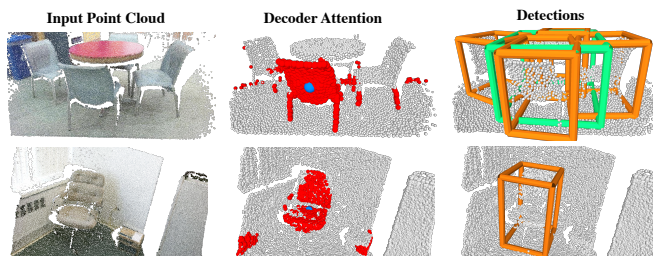 Input Point Cloud
Decoder Attention
Detections